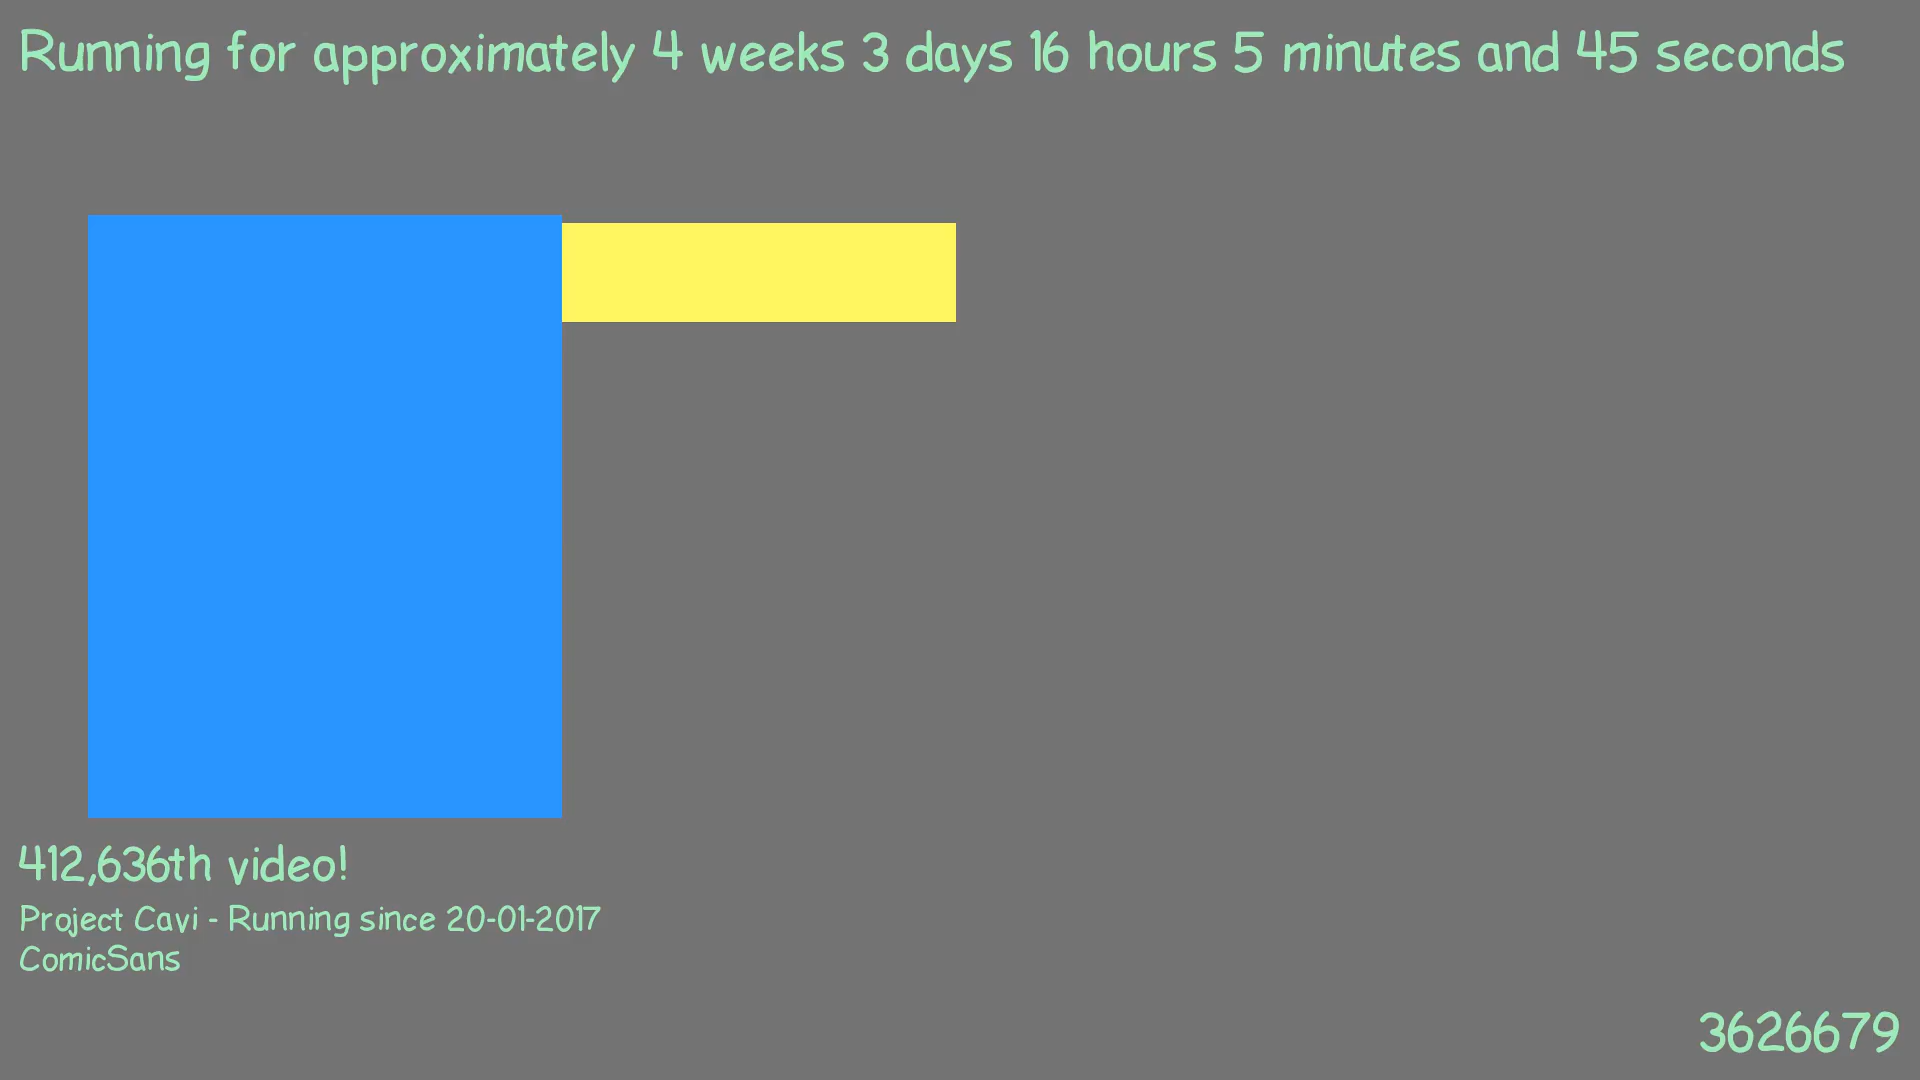 Running for approximately 4 weeks 3 days 16 hours 5 minutes and 45 seconds
412,636th video!
Project Cavi - Running since 20-01-2017
ComicSans
3626679